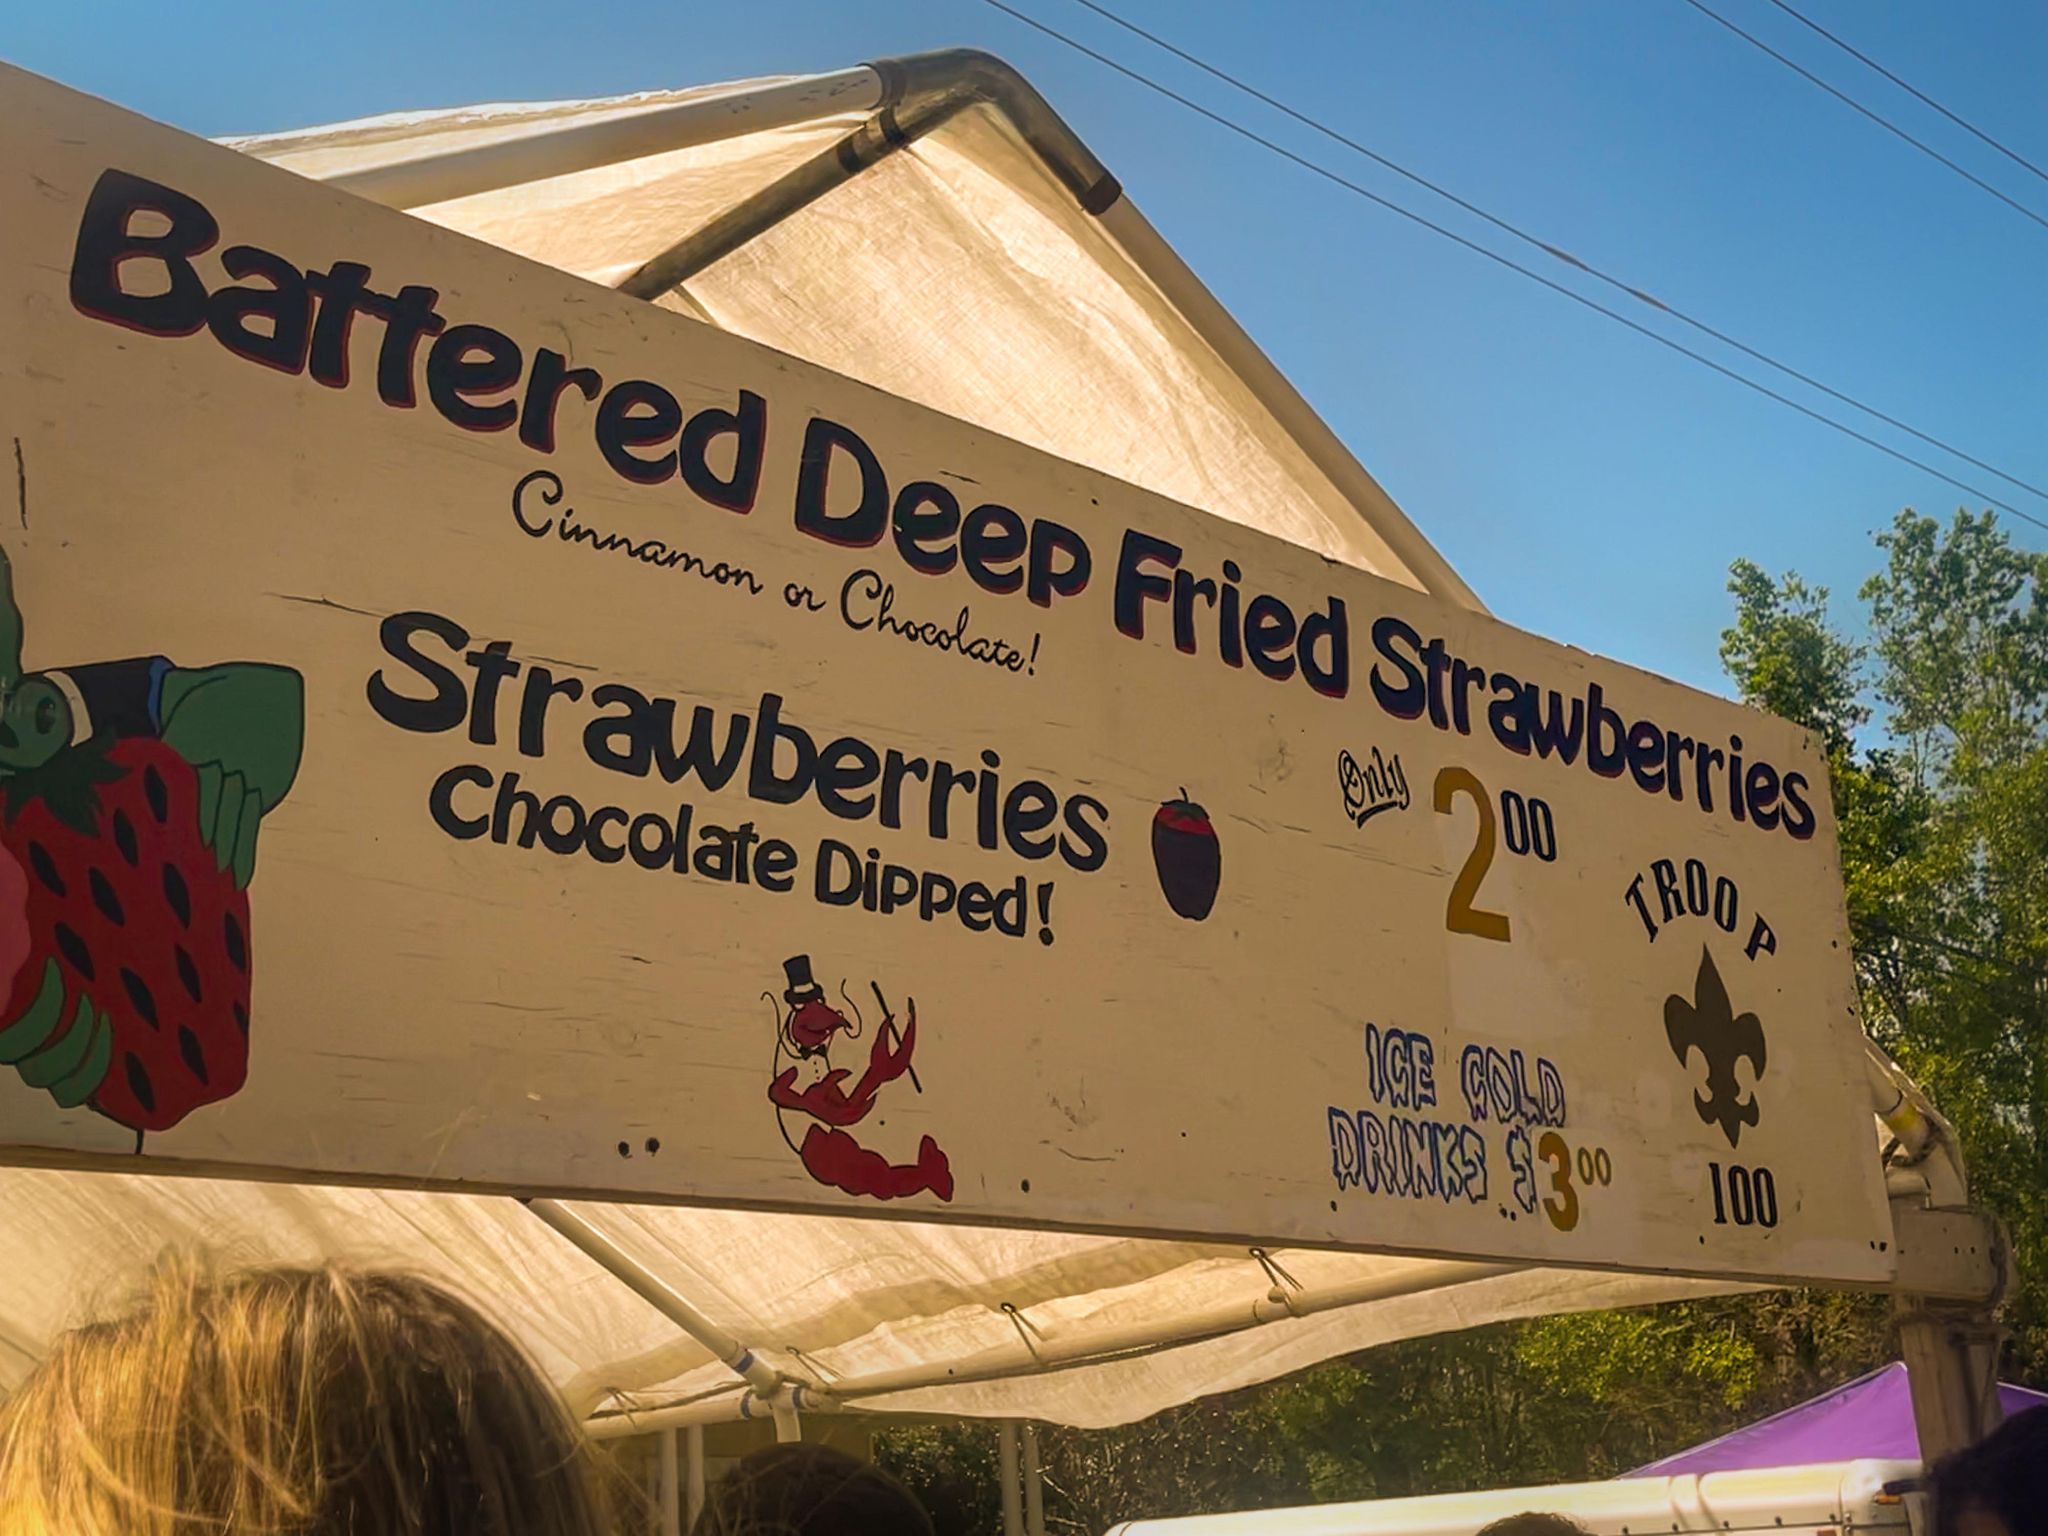 Battered Deep Fried Strawberries
Cinnamon or Chocolate!
Strawberries
Chocolate Dipped!
Only 2 00
ICE COLD
DRINKS $3 00
TROOP
100